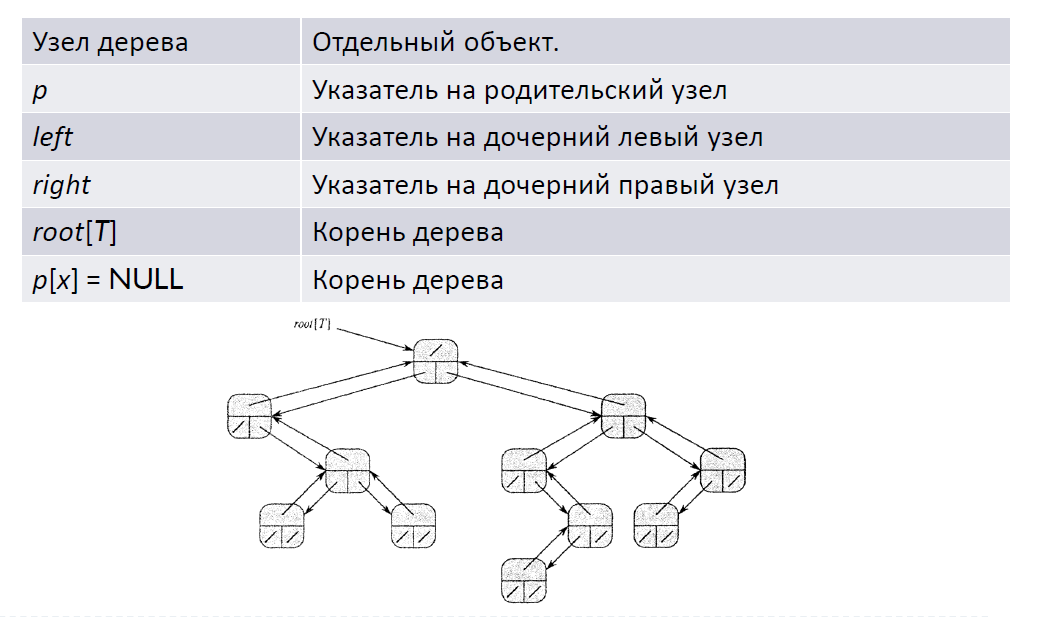 Узел дерева Отдельный объект.
p Указатель на родительский узел
left Указатель на дочерний левый узел
right Указатель на дочерний правый узел
root[T] Корень дерева
p[x] = NULL Корень дерева
root[T]